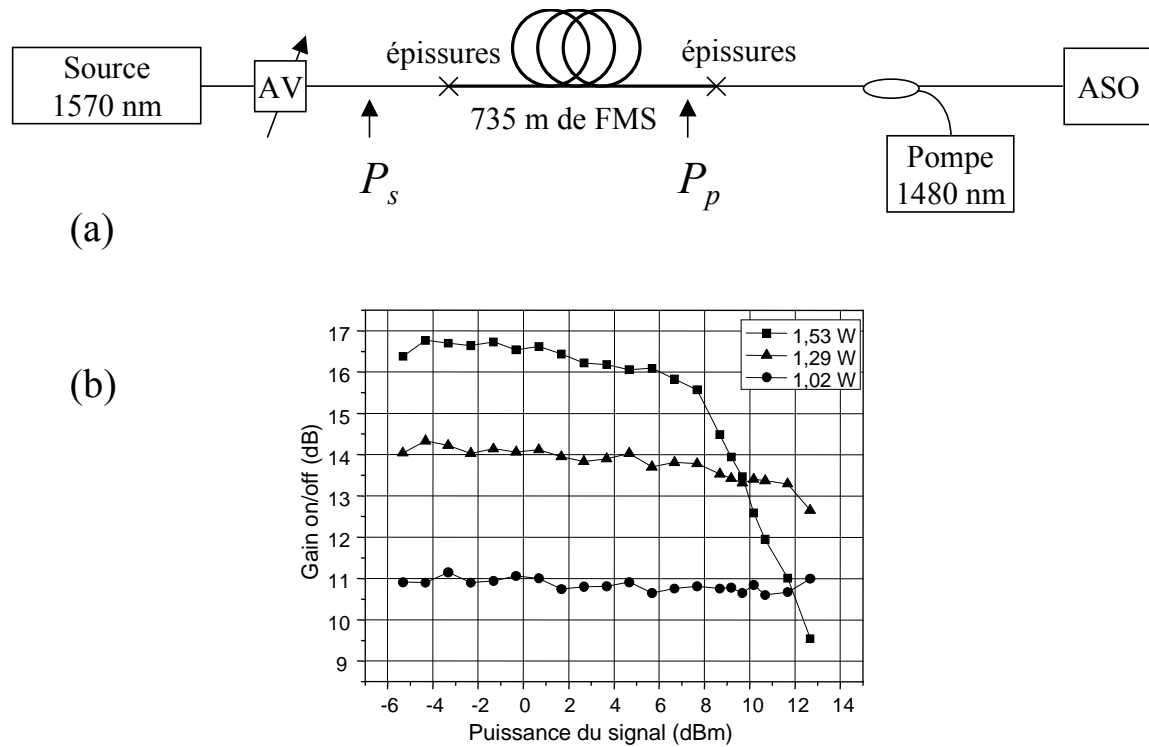 Source
1570 nm
AV
épissures
épissures
735 m de FMS
Pompe
1480 nm
ASO
P_s
P_p
(a)
(b)
Gain on/off (dB)
17
16
15
14
13
12
11
10
9
1,53 W
1,29 W
1,02 W
-6 -4 -2 0 2 4 6 8 10 12 14
Puissance du signal (dBm)